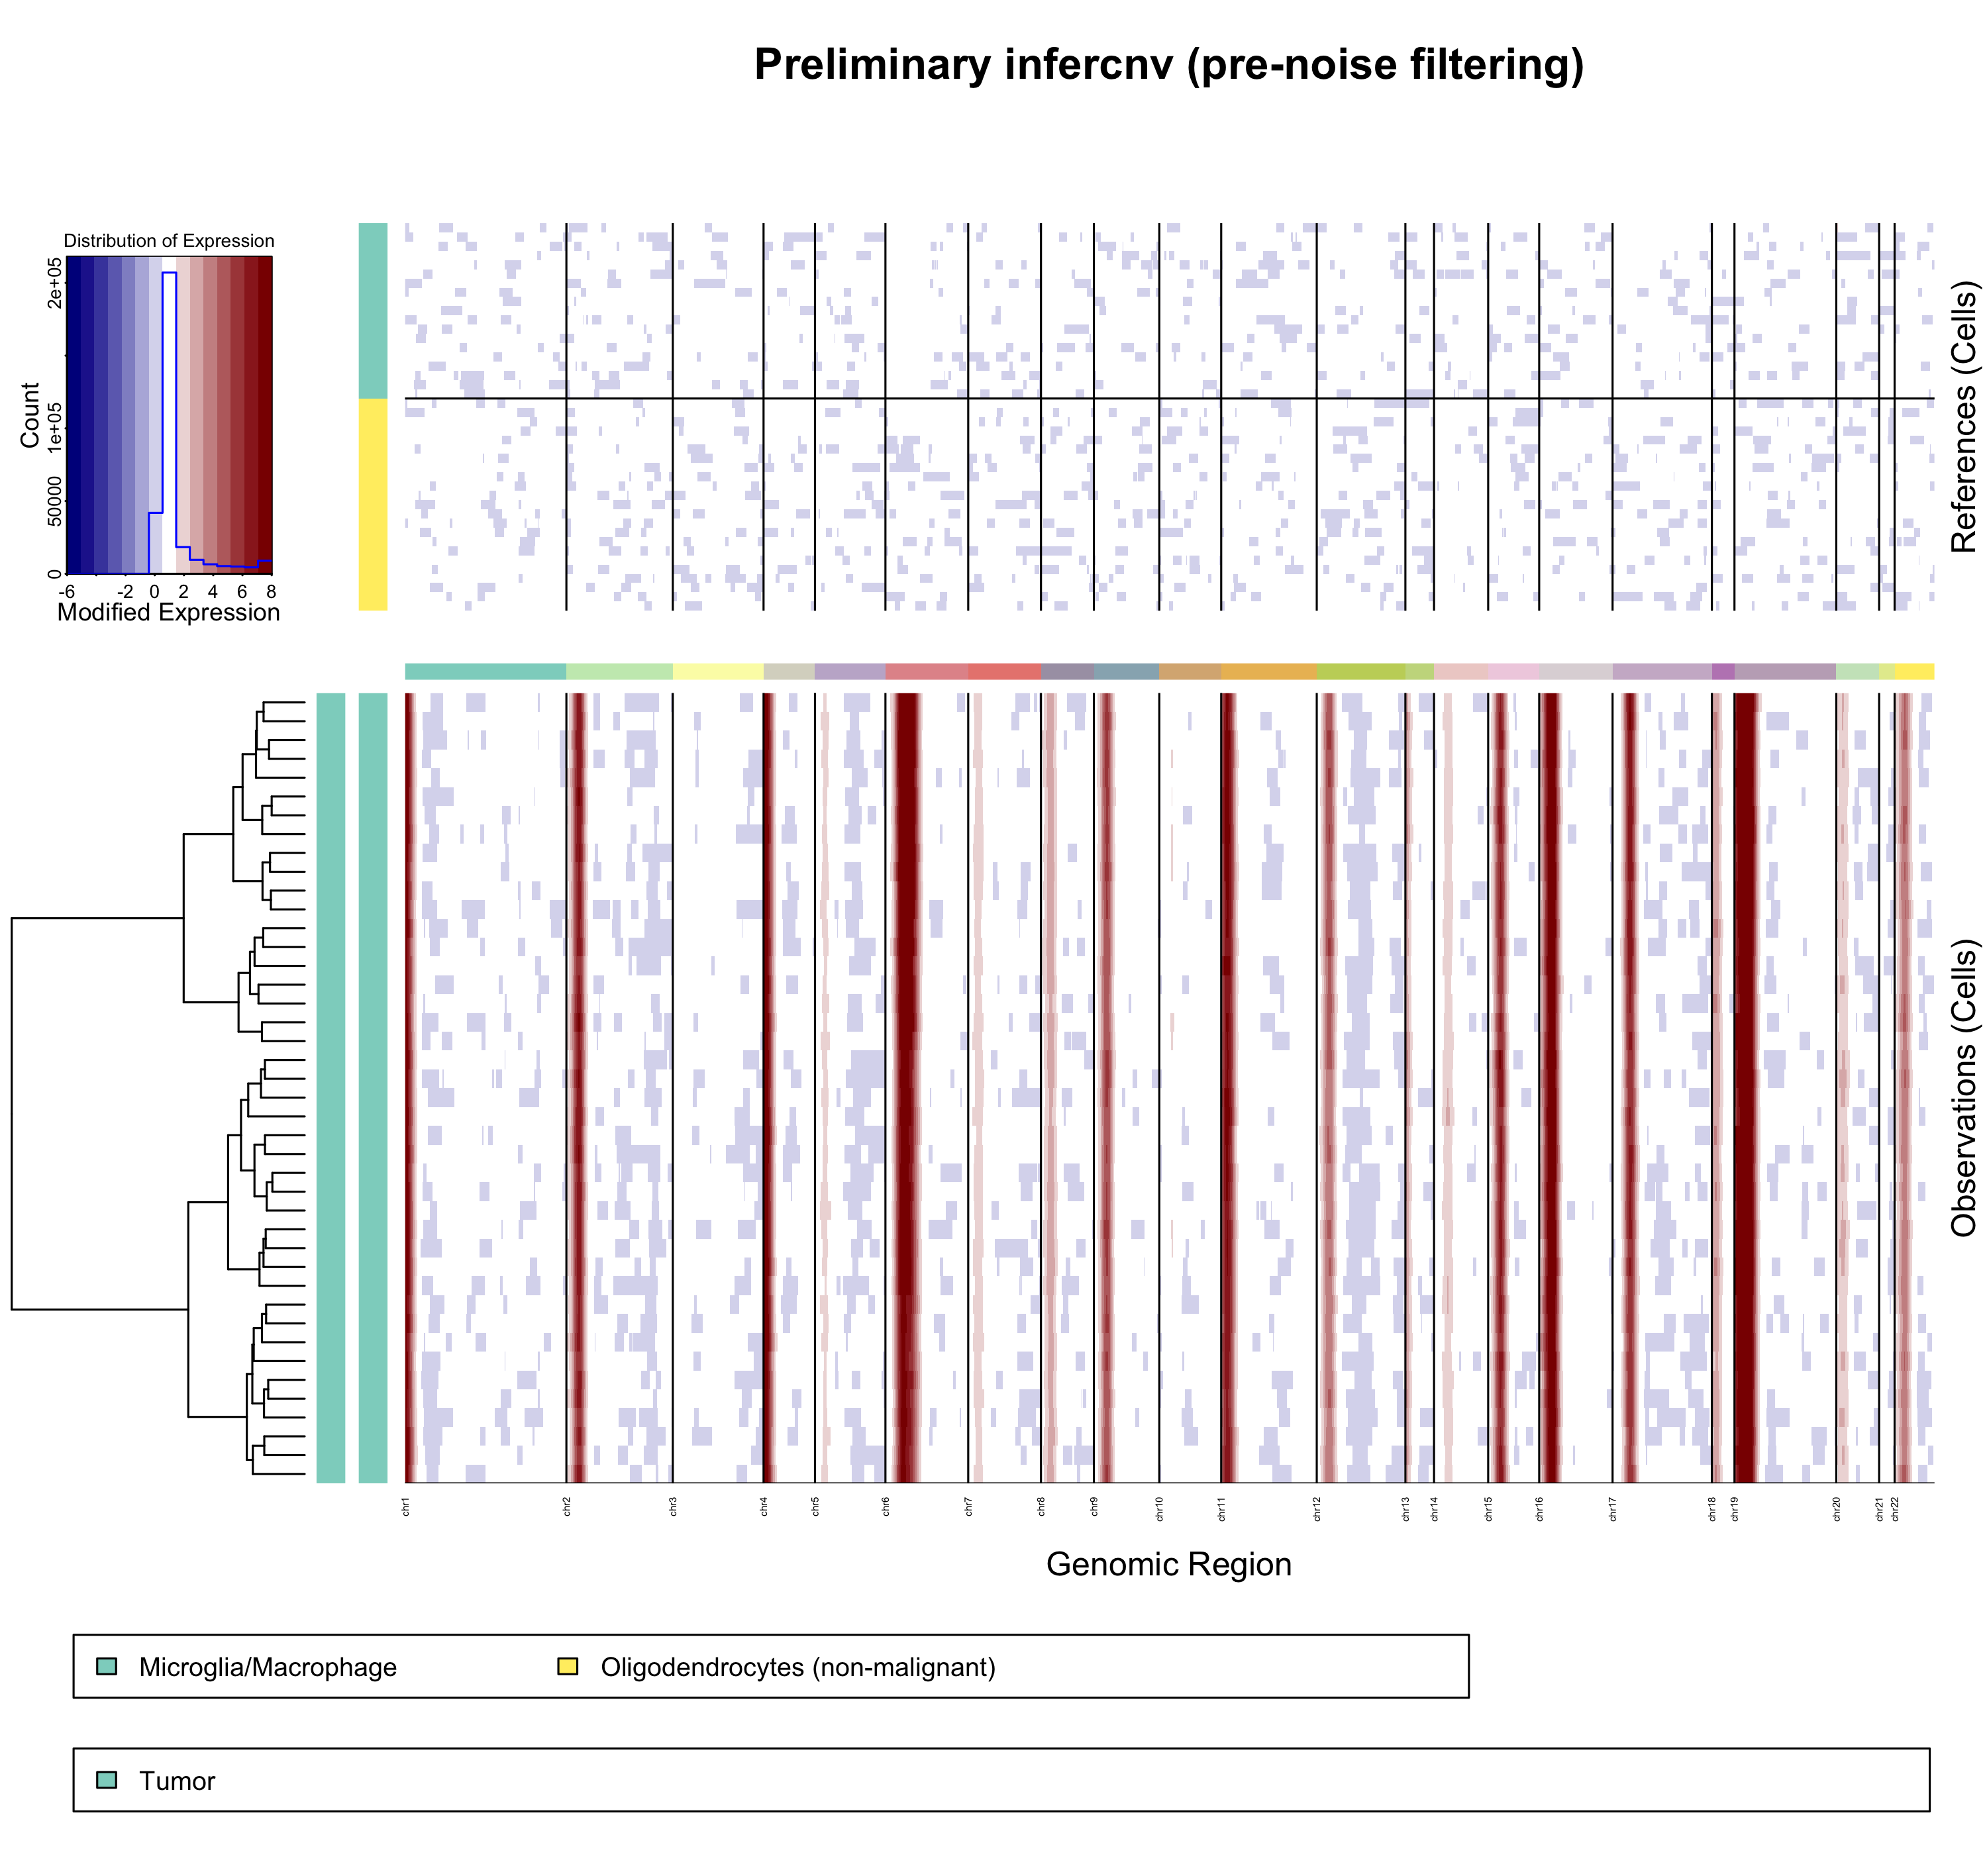 Preliminary infercnv (pre-noise filtering)
Distribution of Expression
Count
0 50000 1e+05 2e+05
-6 -2 0 2 4 6 8
Modified Expression
References (Cells)
Observations (Cells)
chr1 chr2 chr3 chr4 chr5 chr6 chr7 chr8 chr9 chr10 chr11 chr12 chr13 chr14 chr15 chr16 chr17 chr18 chr19 chr20 chr21 chr22
Genomic Region
Microglia/Macrophage Oligodendrocytes (non-malignant)
Tumor